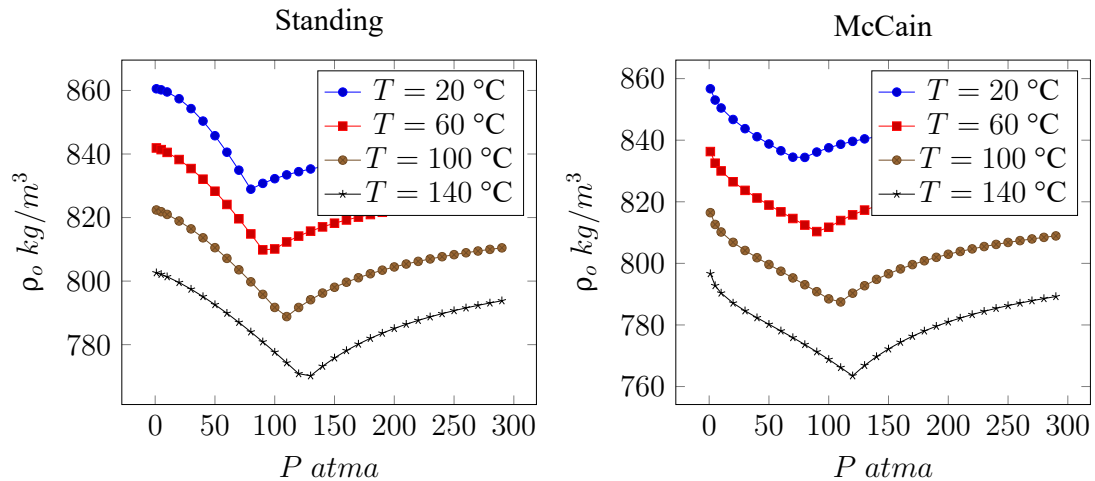 Standing
860
840
820
800
780
0 50 100 150 200 250 300
P atma
ρₒ kg/m³
T = 20 °C
T = 60 °C
T = 100 °C
T = 140 °C
McCain
860
840
820
800
780
760
0 50 100 150 200 250 300
P atma
ρₒ kg/m³
T = 20 °C
T = 60 °C
T = 100 °C
T = 140 °C